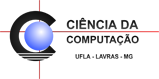 CIÊNCIA DA
COMPUTAÇÃO
UFLA - LAVRAS - MG